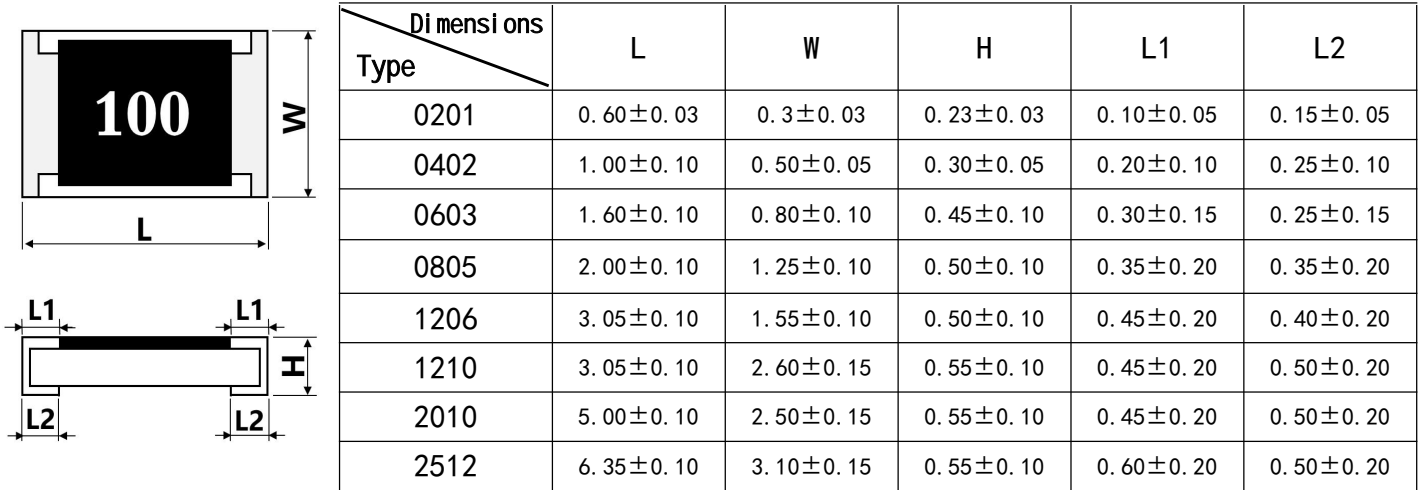 100
W
L
L1 L1
H
L2 L2
Dimensions
Type L W H L1 L2
0201 0.60±0.03 0.3±0.03 0.23±0.03 0.10±0.05 0.15±0.05
0402 1.00±0.10 0.50±0.05 0.30±0.05 0.20±0.10 0.25±0.10
0603 1.60±0.10 0.80±0.10 0.45±0.10 0.30±0.15 0.25±0.15
0805 2.00±0.10 1.25±0.10 0.50±0.10 0.35±0.20 0.35±0.20
1206 3.05±0.10 1.55±0.10 0.50±0.10 0.45±0.20 0.40±0.20
1210 3.05±0.10 2.60±0.15 0.55±0.10 0.45±0.20 0.50±0.20
2010 5.00±0.10 2.50±0.15 0.55±0.10 0.45±0.20 0.50±0.20
2512 6.35±0.10 3.10±0.15 0.55±0.10 0.60±0.20 0.50±0.20